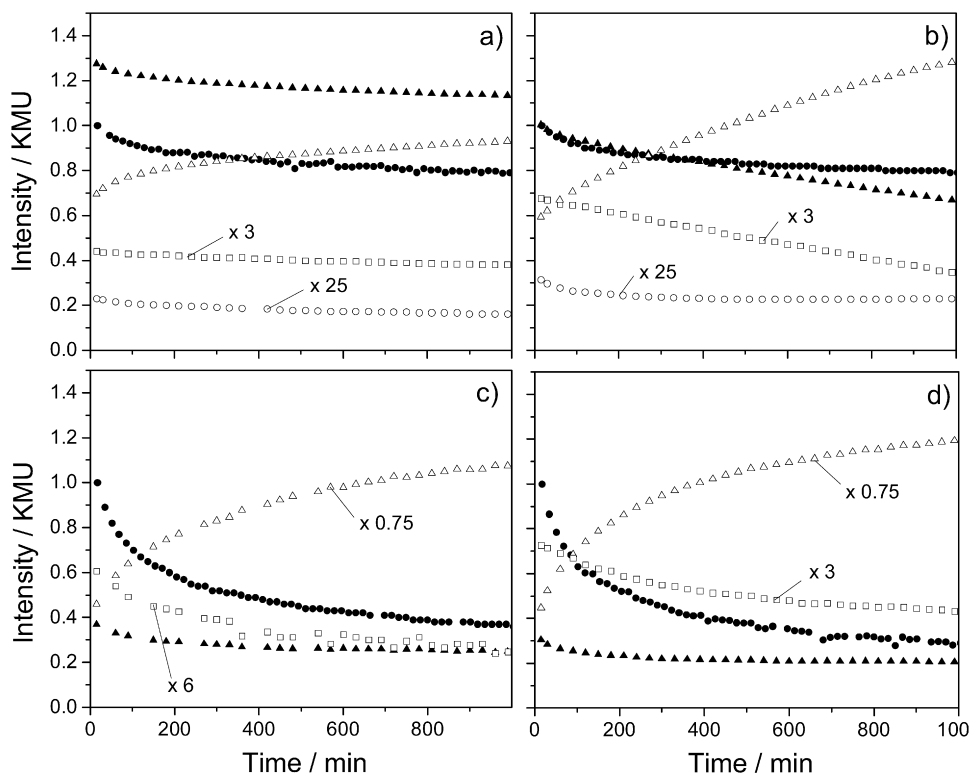 a)
b)
1.4
1.2
1.0
0.8
0.6
0.4
0.2
0.0
Intensity / KMU
x 3
x 25
x 3
x 25
c)
d)
1.4
1.2
1.0
0.8
0.6
0.4
0.2
0.0
Intensity / KMU
x 0.75
x 6
x 0.75
x 3
0 200 400 600 800
0 200 400 600 800 100
Time / min
Time / min